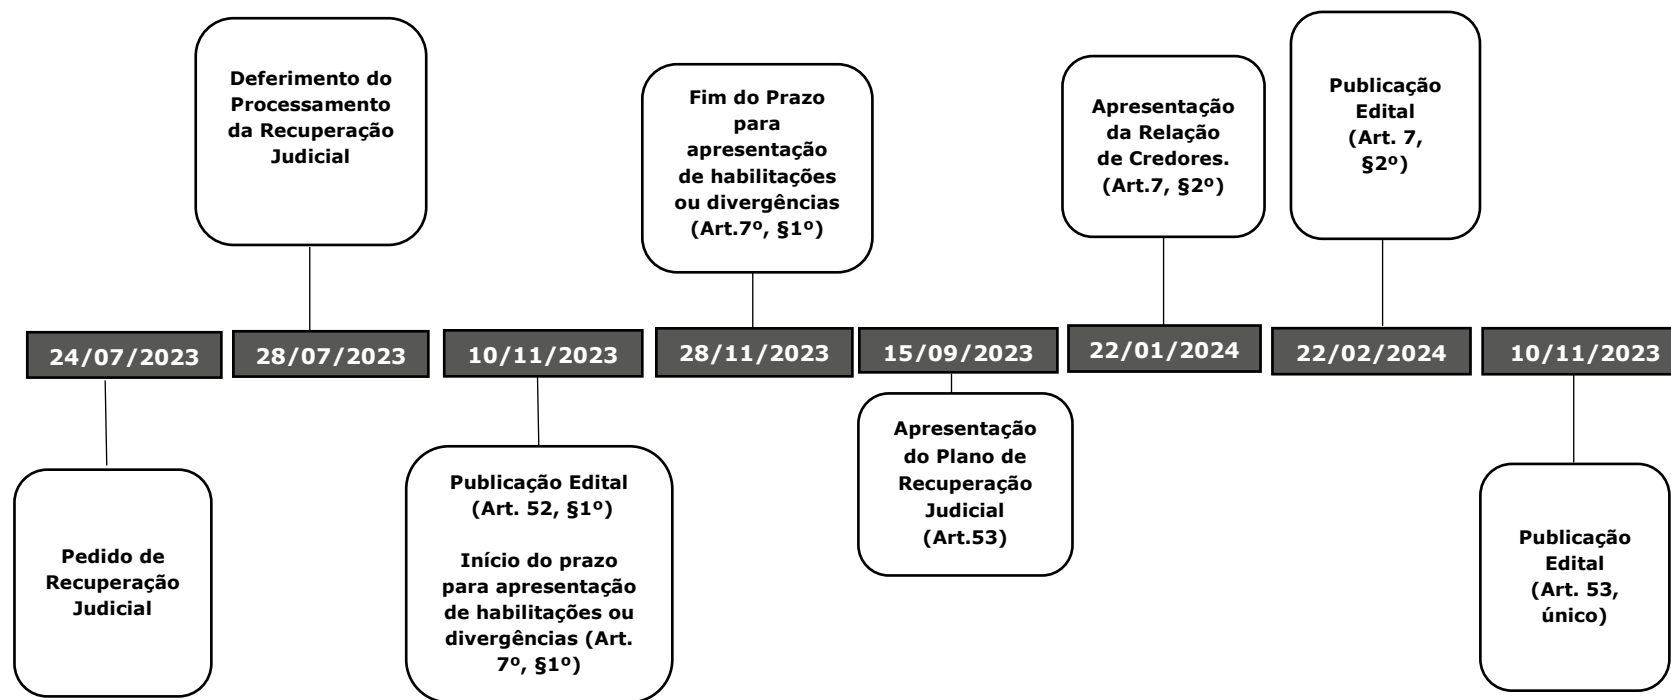 Deferimento do
Processamento
da Recuperação
Judicial
Fim do Prazo
para
apresentação
de habilitações
ou divergências
(Art.7º, §1º)
Apresentação
da Relação
de Credores.
(Art.7, §2º)
Publicação
Edital
(Art. 7,
§2º)
24/07/2023
28/07/2023
10/11/2023
28/11/2023
15/09/2023
22/01/2024
22/02/2024
10/11/2023
Pedido de
Recuperação
Judicial
Publicação Edital
(Art. 52, §1º)
Início do prazo
para apresentação
de habilitações ou
divergências (Art.
7º, §1º)
Apresentação
do Plano de
Recuperação
Judicial
(Art.53)
Publicação
Edital
(Art. 53,
único)